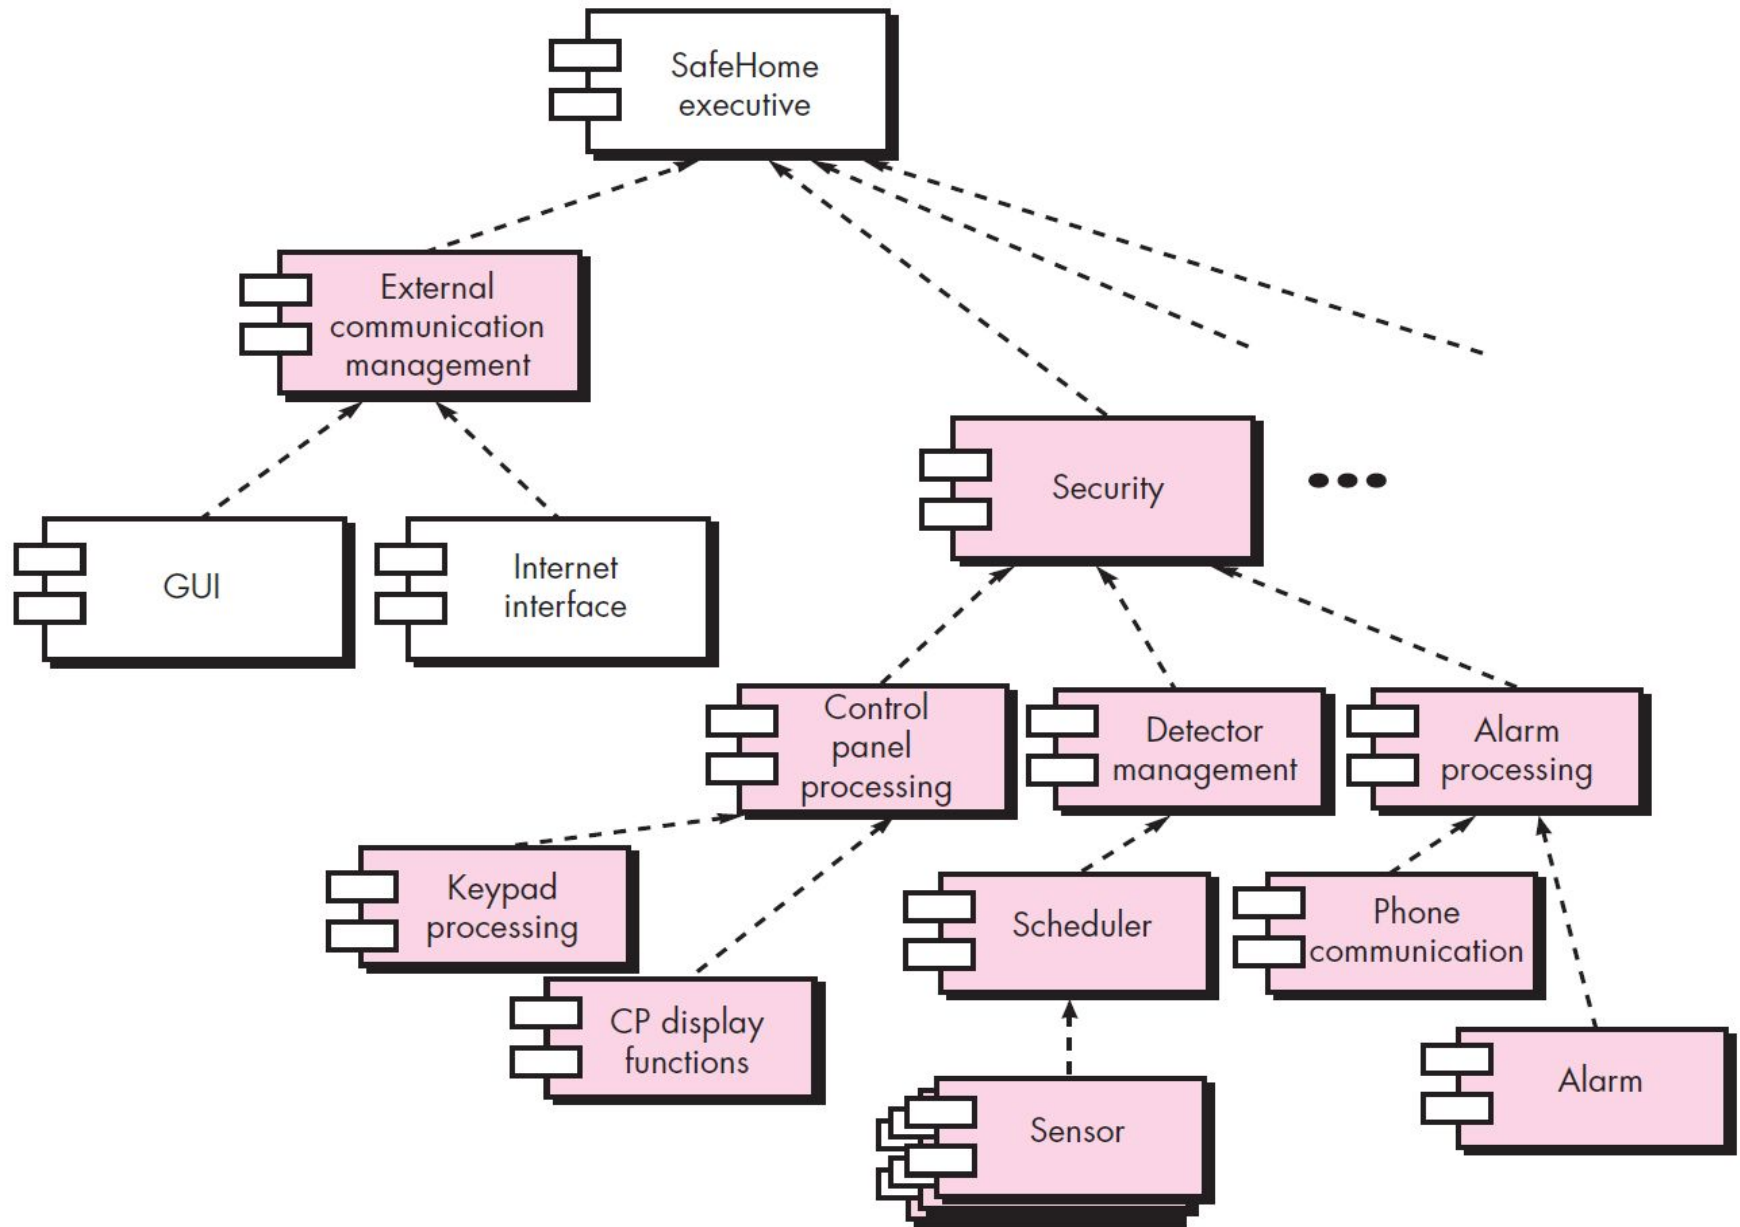 SafeHome
executive
External
communication
management
Security
GUI
Internet
interface
Control
panel
processing
Detector
management
Alarm
processing
Keypad
processing
Scheduler
Phone
communication
CP display
functions
Sensor
Alarm